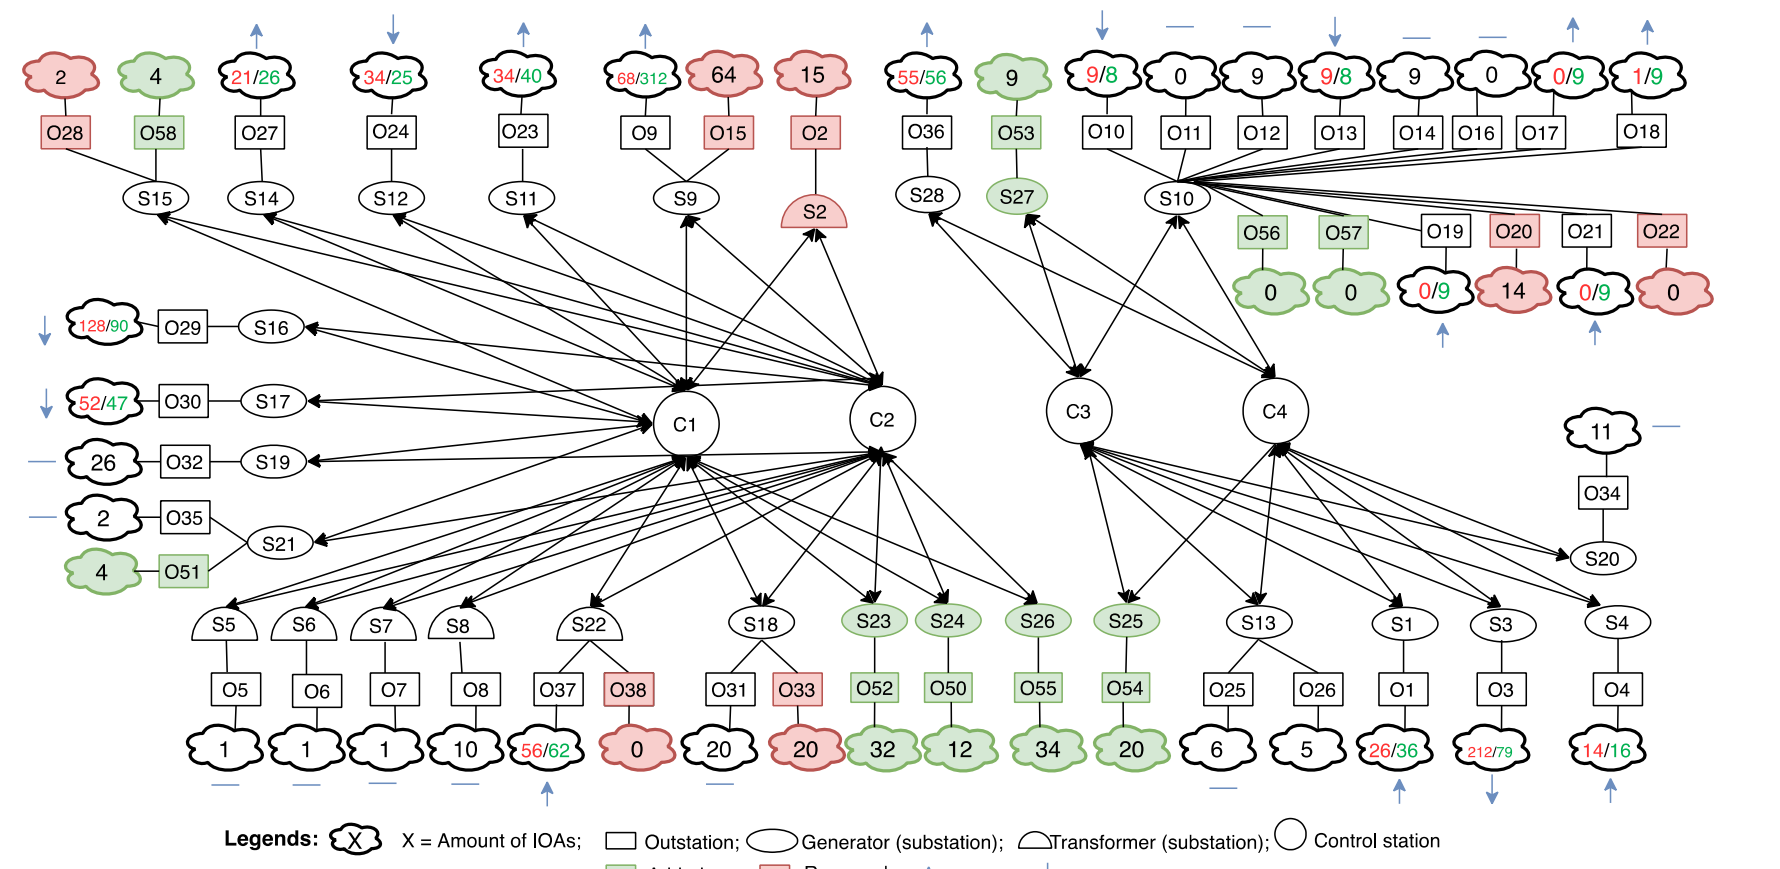 2 4 21/26 34/25 34/40 68/312 64 15 55/56 9 9/8 0 9 9/8 9 0 0/9 1/9
O28 O58 O27 O24 O23 O9 O15 O2 O36 O53 O10 O11 O12 O13 O14 O16 O17 O18
S15 S14 S12 S11 S9 S2 S28 S27 S10
O56 O57 O19 O20 O21 O22
0 0 0/9 14 0/9 0
128/90 O29 S16
52/47 O30 S17
C1 C2 C3 C4 11
26 O32 S19
O34
2 O35
S21 S20
4 O51
S5 S6 S7 S8 S22 S18 S23 S24 S26 S25 S13 S1 S3 S4
O5 O6 O7 O8 O37 O38 O31 O33 O52 O50 O55 O54 O25 O26 O1 O3 O4
1 1 1 10 56/62 0 20 20 32 12 34 20 6 5 26/36 212/79 14/16
Legends: X X = Amount of IOAs; Outstation; Generator (substation); Transformer (substation); Control station